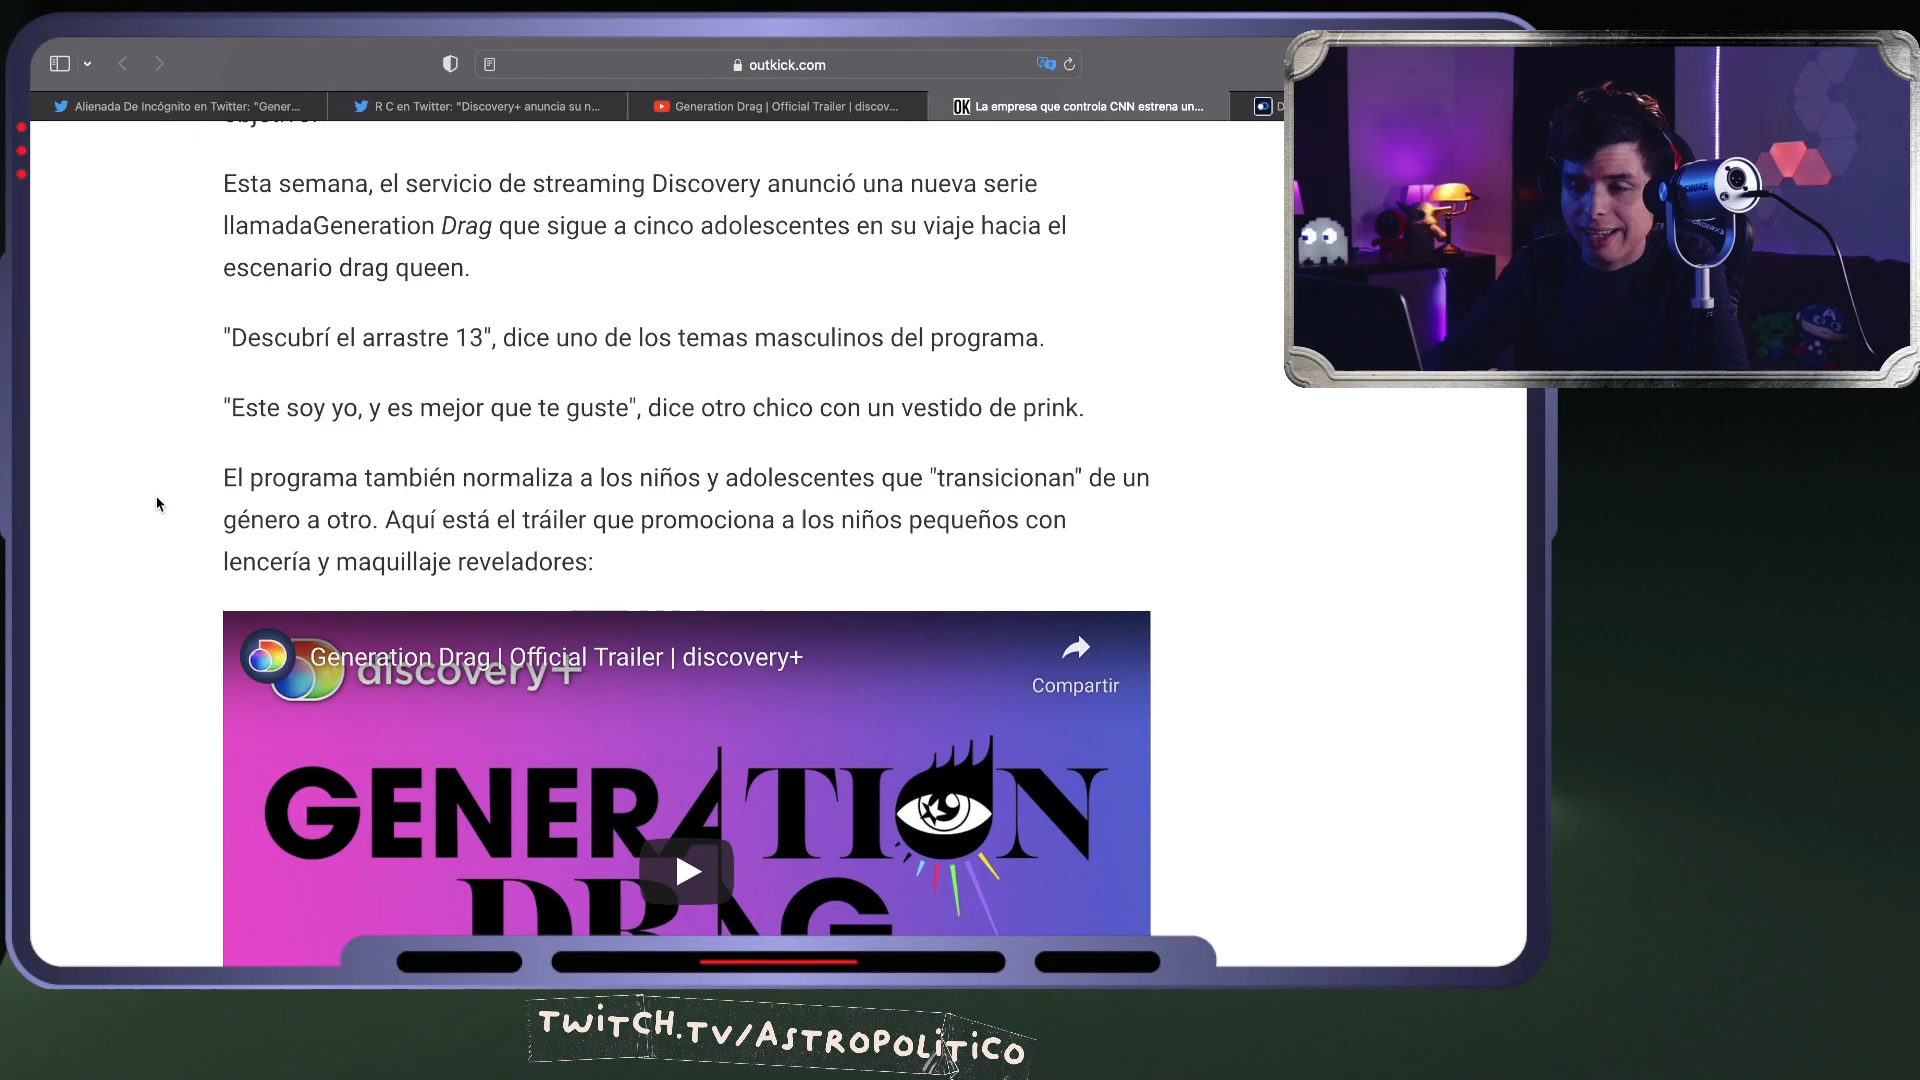 outkick.com
Alienada De Incógnito en Twitter: "Gener...
R C en Twitter: "Discovery+ anuncia su n...
Generation Drag | Official Trailer | discov...
OK La empresa que controla CNN estrena un...
D
Esta semana, el servicio de streaming Discovery anunció una nueva serie
llamadaGeneration Drag que sigue a cinco adolescentes en su viaje hacia el
escenario drag queen.
"Descubrí el arrastre 13", dice uno de los temas masculinos del programa.
"Este soy yo, y es mejor que te guste", dice otro chico con un vestido de prink.
El programa también normaliza a los niños y adolescentes que "transicionan" de un
género a otro. Aquí está el tráiler que promociona a los niños pequeños con
lencería y maquillaje reveladores:
Generation Drag | Official Trailer | discovery+
discovery+
Compartir
GENERATION
DRAG
SHURE
TWITCH.TV/ASTROPOLITICO